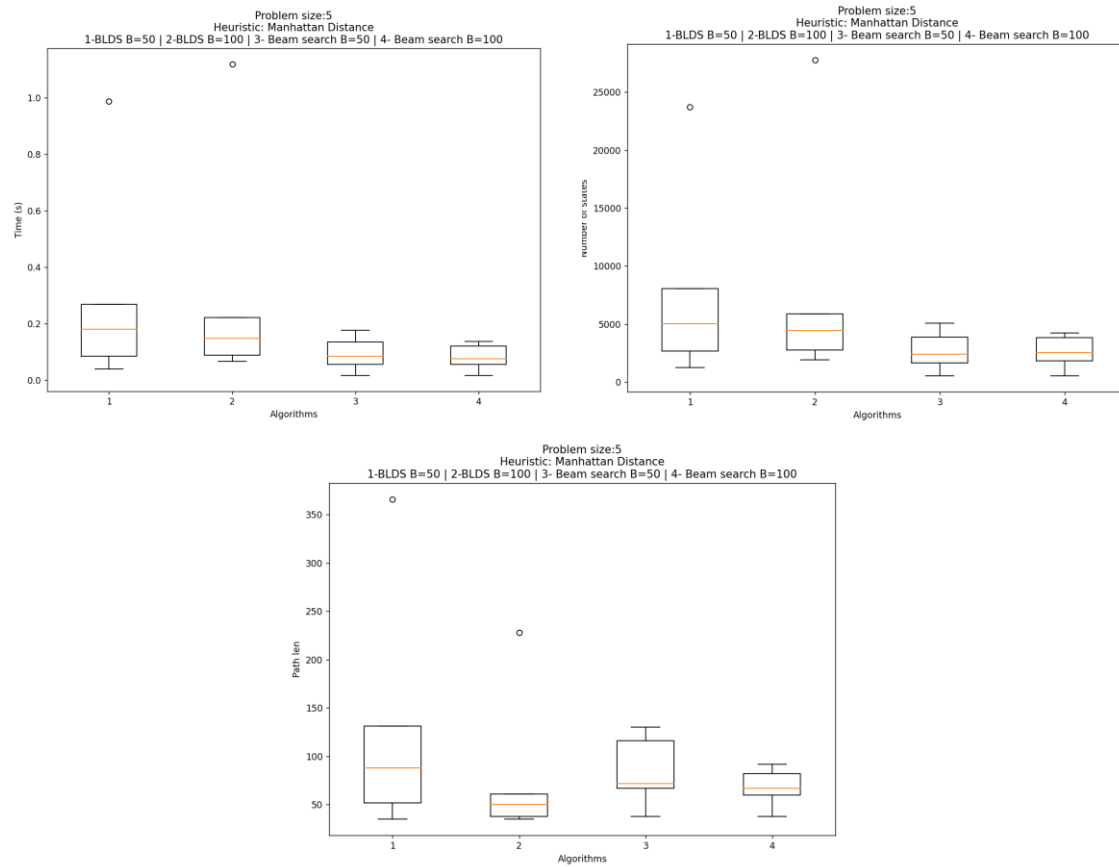 Problem size:5
Heuristic: Manhattan Distance
1-BLDS B=50 | 2-BLDS B=100 | 3- Beam search B=50 | 4- Beam search B=100
1.0
0.8
0.6
0.4
0.2
0.0
Time (s)
1 2 3 4
Algorithms
Problem size:5
Heuristic: Manhattan Distance
1-BLDS B=50 | 2-BLDS B=100 | 3- Beam search B=50 | 4- Beam search B=100
25000
20000
15000
10000
5000
0
Number of states
1 2 3 4
Algorithms
Problem size:5
Heuristic: Manhattan Distance
1-BLDS B=50 | 2-BLDS B=100 | 3- Beam search B=50 | 4- Beam search B=100
350
300
250
200
150
100
50
Path len
1 2 3 4
Algorithms